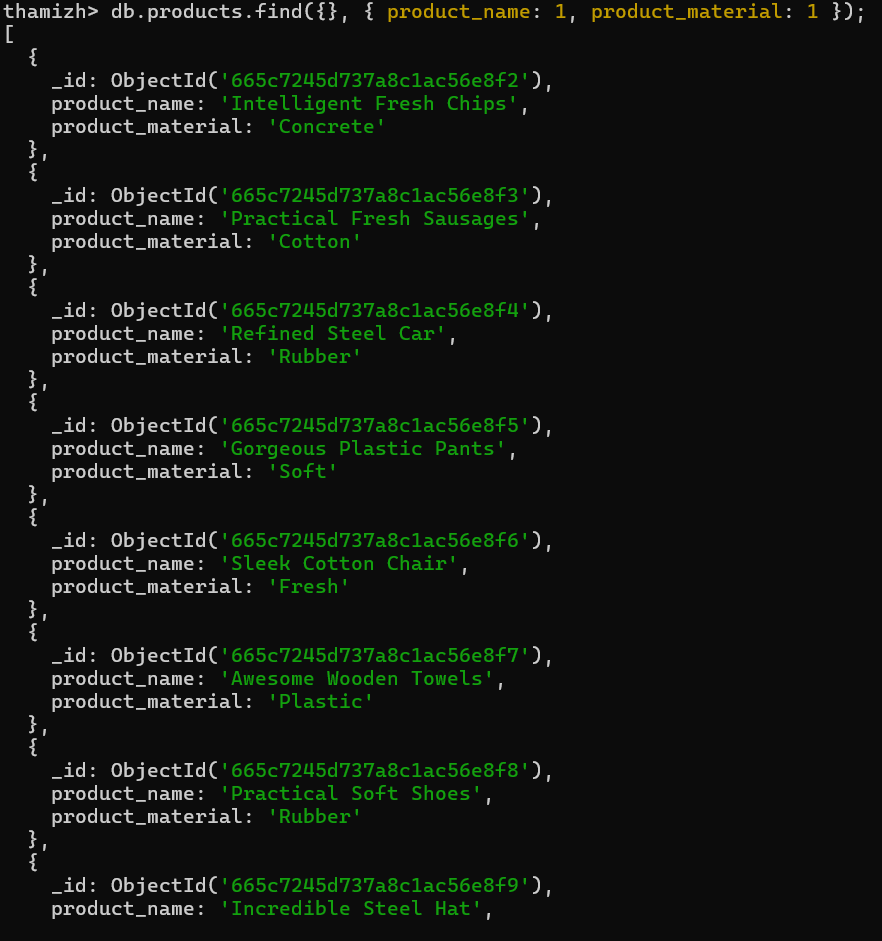 thamizh> db.products.find({}, { product_name: 1, product_material: 1 });
[
  {
    _id: ObjectId('665c7245d737a8c1ac56e8f2'),
    product_name: 'Intelligent Fresh Chips',
    product_material: 'Concrete'
  },
  {
    _id: ObjectId('665c7245d737a8c1ac56e8f3'),
    product_name: 'Practical Fresh Sausages',
    product_material: 'Cotton'
  },
  {
    _id: ObjectId('665c7245d737a8c1ac56e8f4'),
    product_name: 'Refined Steel Car',
    product_material: 'Rubber'
  },
  {
    _id: ObjectId('665c7245d737a8c1ac56e8f5'),
    product_name: 'Gorgeous Plastic Pants',
    product_material: 'Soft'
  },
  {
    _id: ObjectId('665c7245d737a8c1ac56e8f6'),
    product_name: 'Sleek Cotton Chair',
    product_material: 'Fresh'
  },
  {
    _id: ObjectId('665c7245d737a8c1ac56e8f7'),
    product_name: 'Awesome Wooden Towels',
    product_material: 'Plastic'
  },
  {
    _id: ObjectId('665c7245d737a8c1ac56e8f8'),
    product_name: 'Practical Soft Shoes',
    product_material: 'Rubber'
  },
  {
    _id: ObjectId('665c7245d737a8c1ac56e8f9'),
    product_name: 'Incredible Steel Hat',